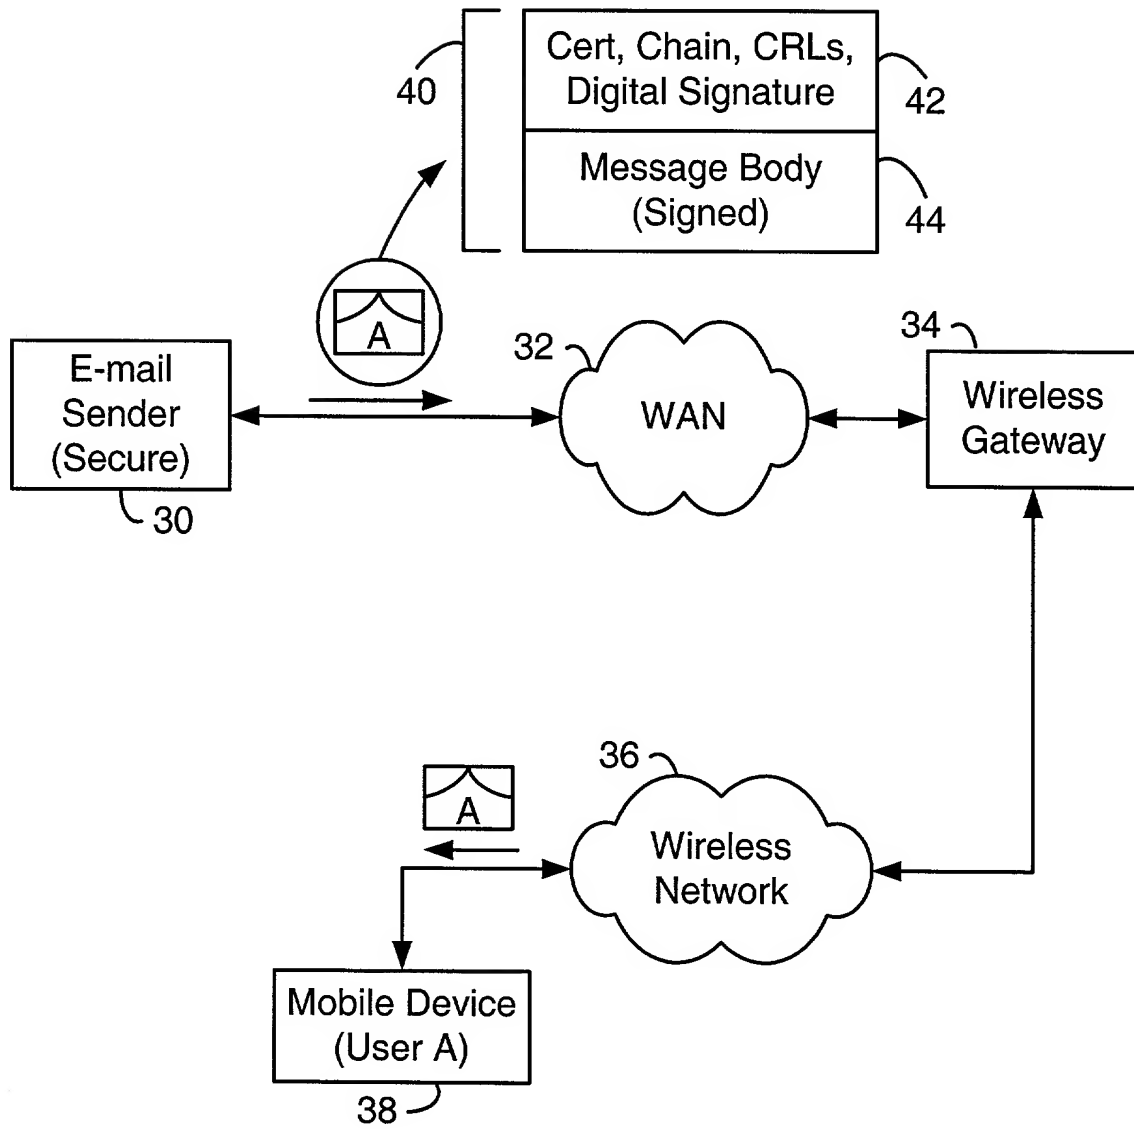 40
Cert, Chain, CRLs,
Digital Signature
42
Message Body
(Signed)
44
A
E-mail
Sender
(Secure)
30
32
WAN
34
Wireless
Gateway
36
A
Wireless
Network
Mobile Device
(User A)
38